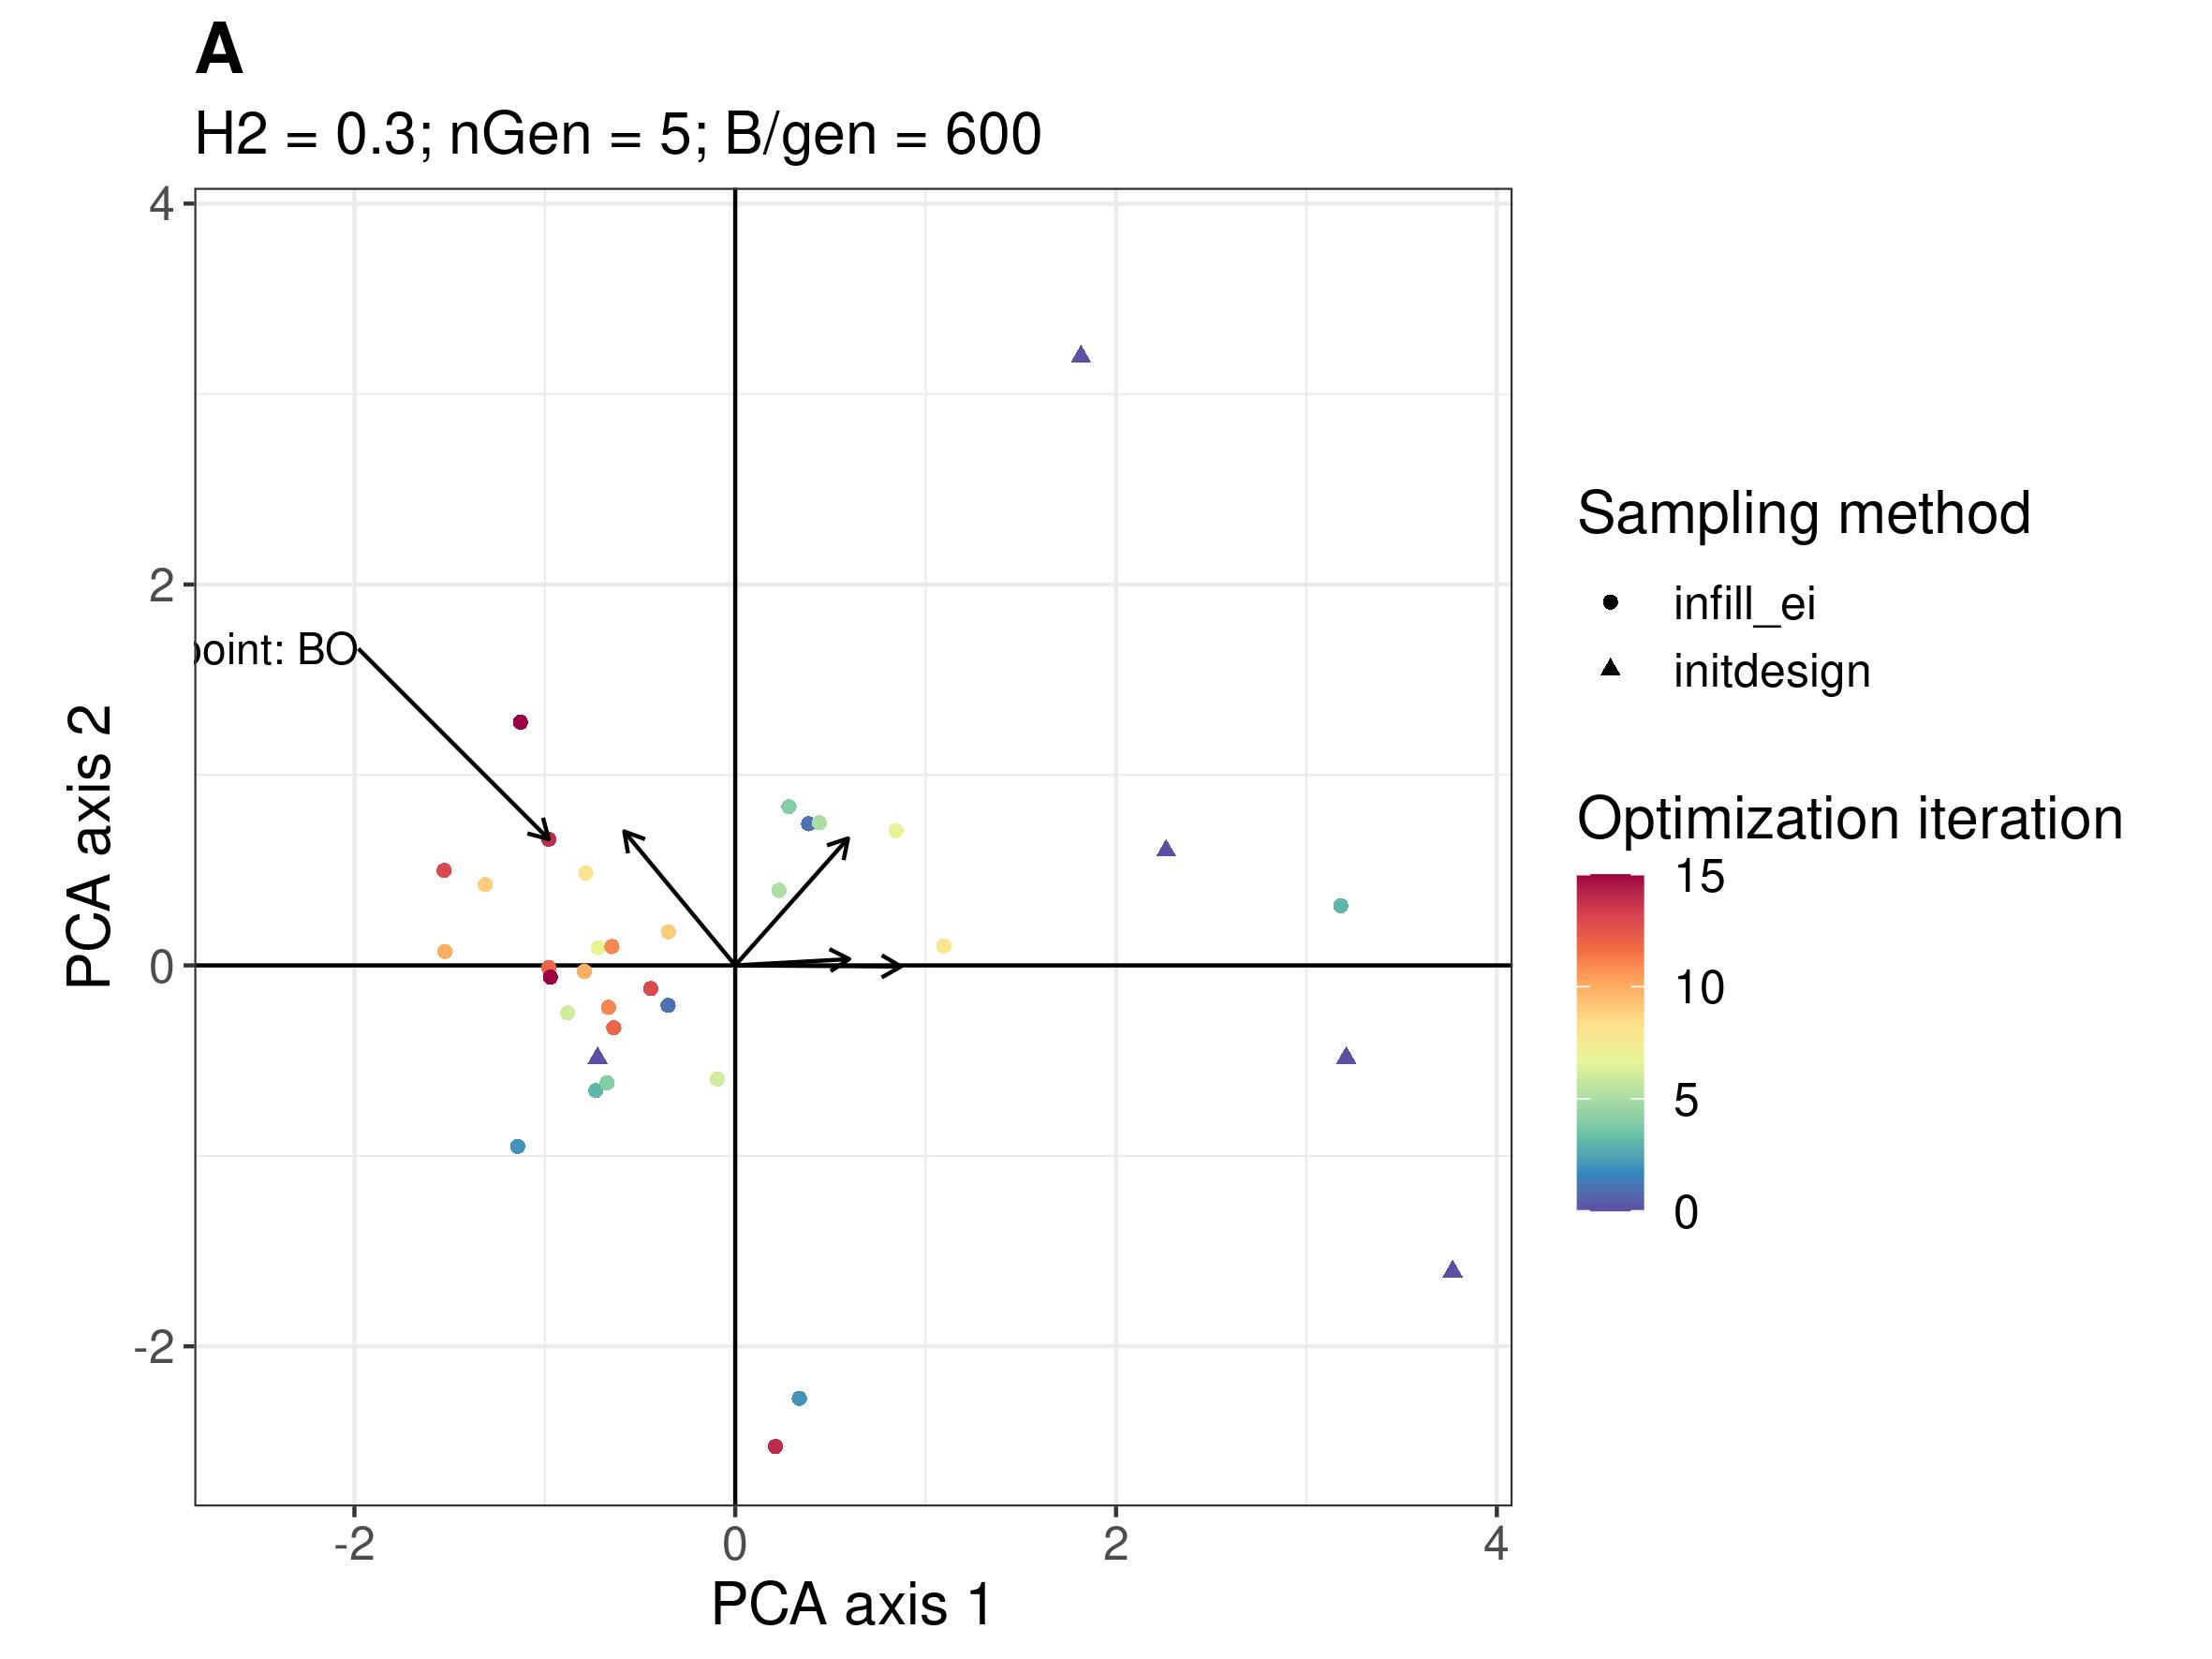 A
H2 = 0.3; nGen = 5; B/gen = 600
4
2
0
-2
point: BO
-2
0
2
4
PCA axis 1
PCA axis 2
Sampling method
infill_ei
initdesign
Optimization iteration
15
10
5
0